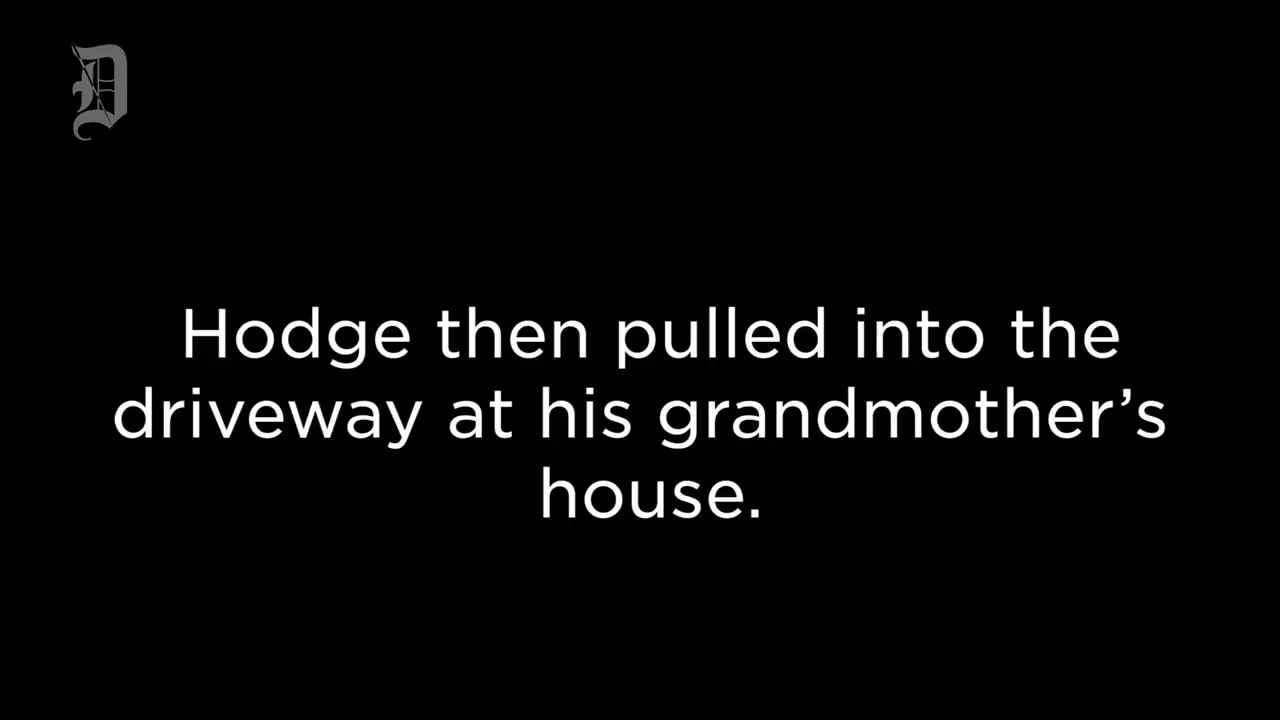 D
Hodge then pulled into the
driveway at his grandmother’s
house.